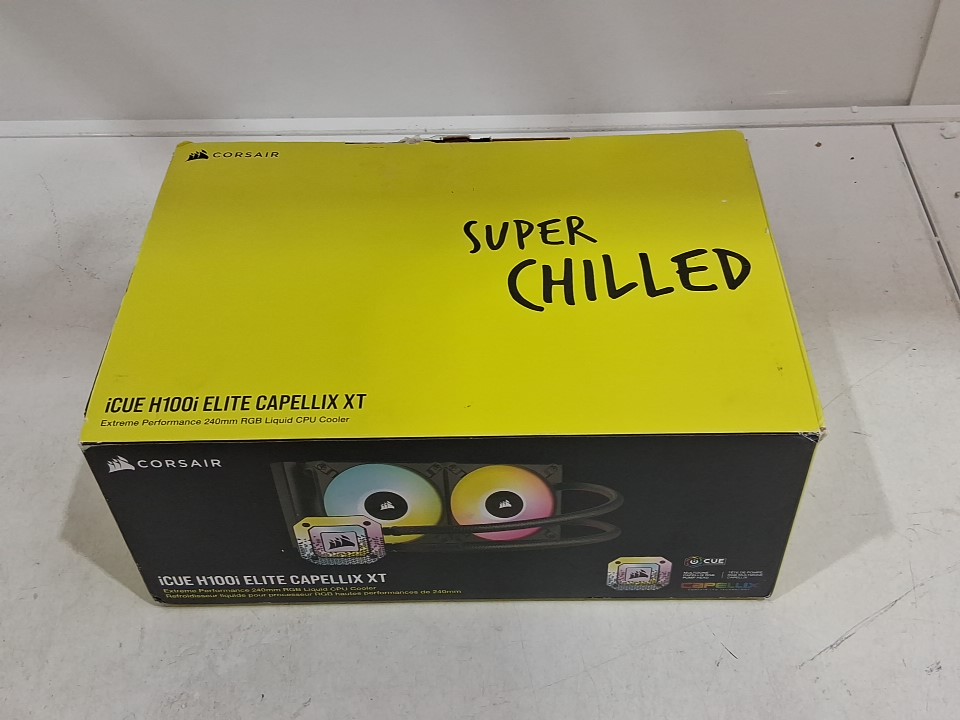 CORSAIR
SUPER
CHILLED
iCUE H100i ELITE CAPELLIX XT
Extreme Performance 240mm RGB Liquid CPU Cooler
CORSAIR
iCUE H100i ELITE CAPELLIX XT
Extreme Performance 240mm RGB Liquid CPU Cooler
Refroidisseur liquide pour processeur RGB hautes performances de 240mm
iCUE
CAPELLIX